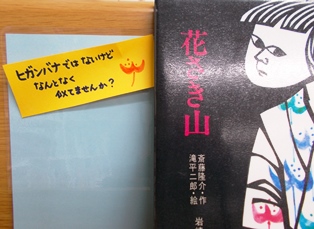 ヒガンバナではないけど
なんとなく
似てませんか?
花さき山
斎藤隆介・作
滝平二郎・絵
岩